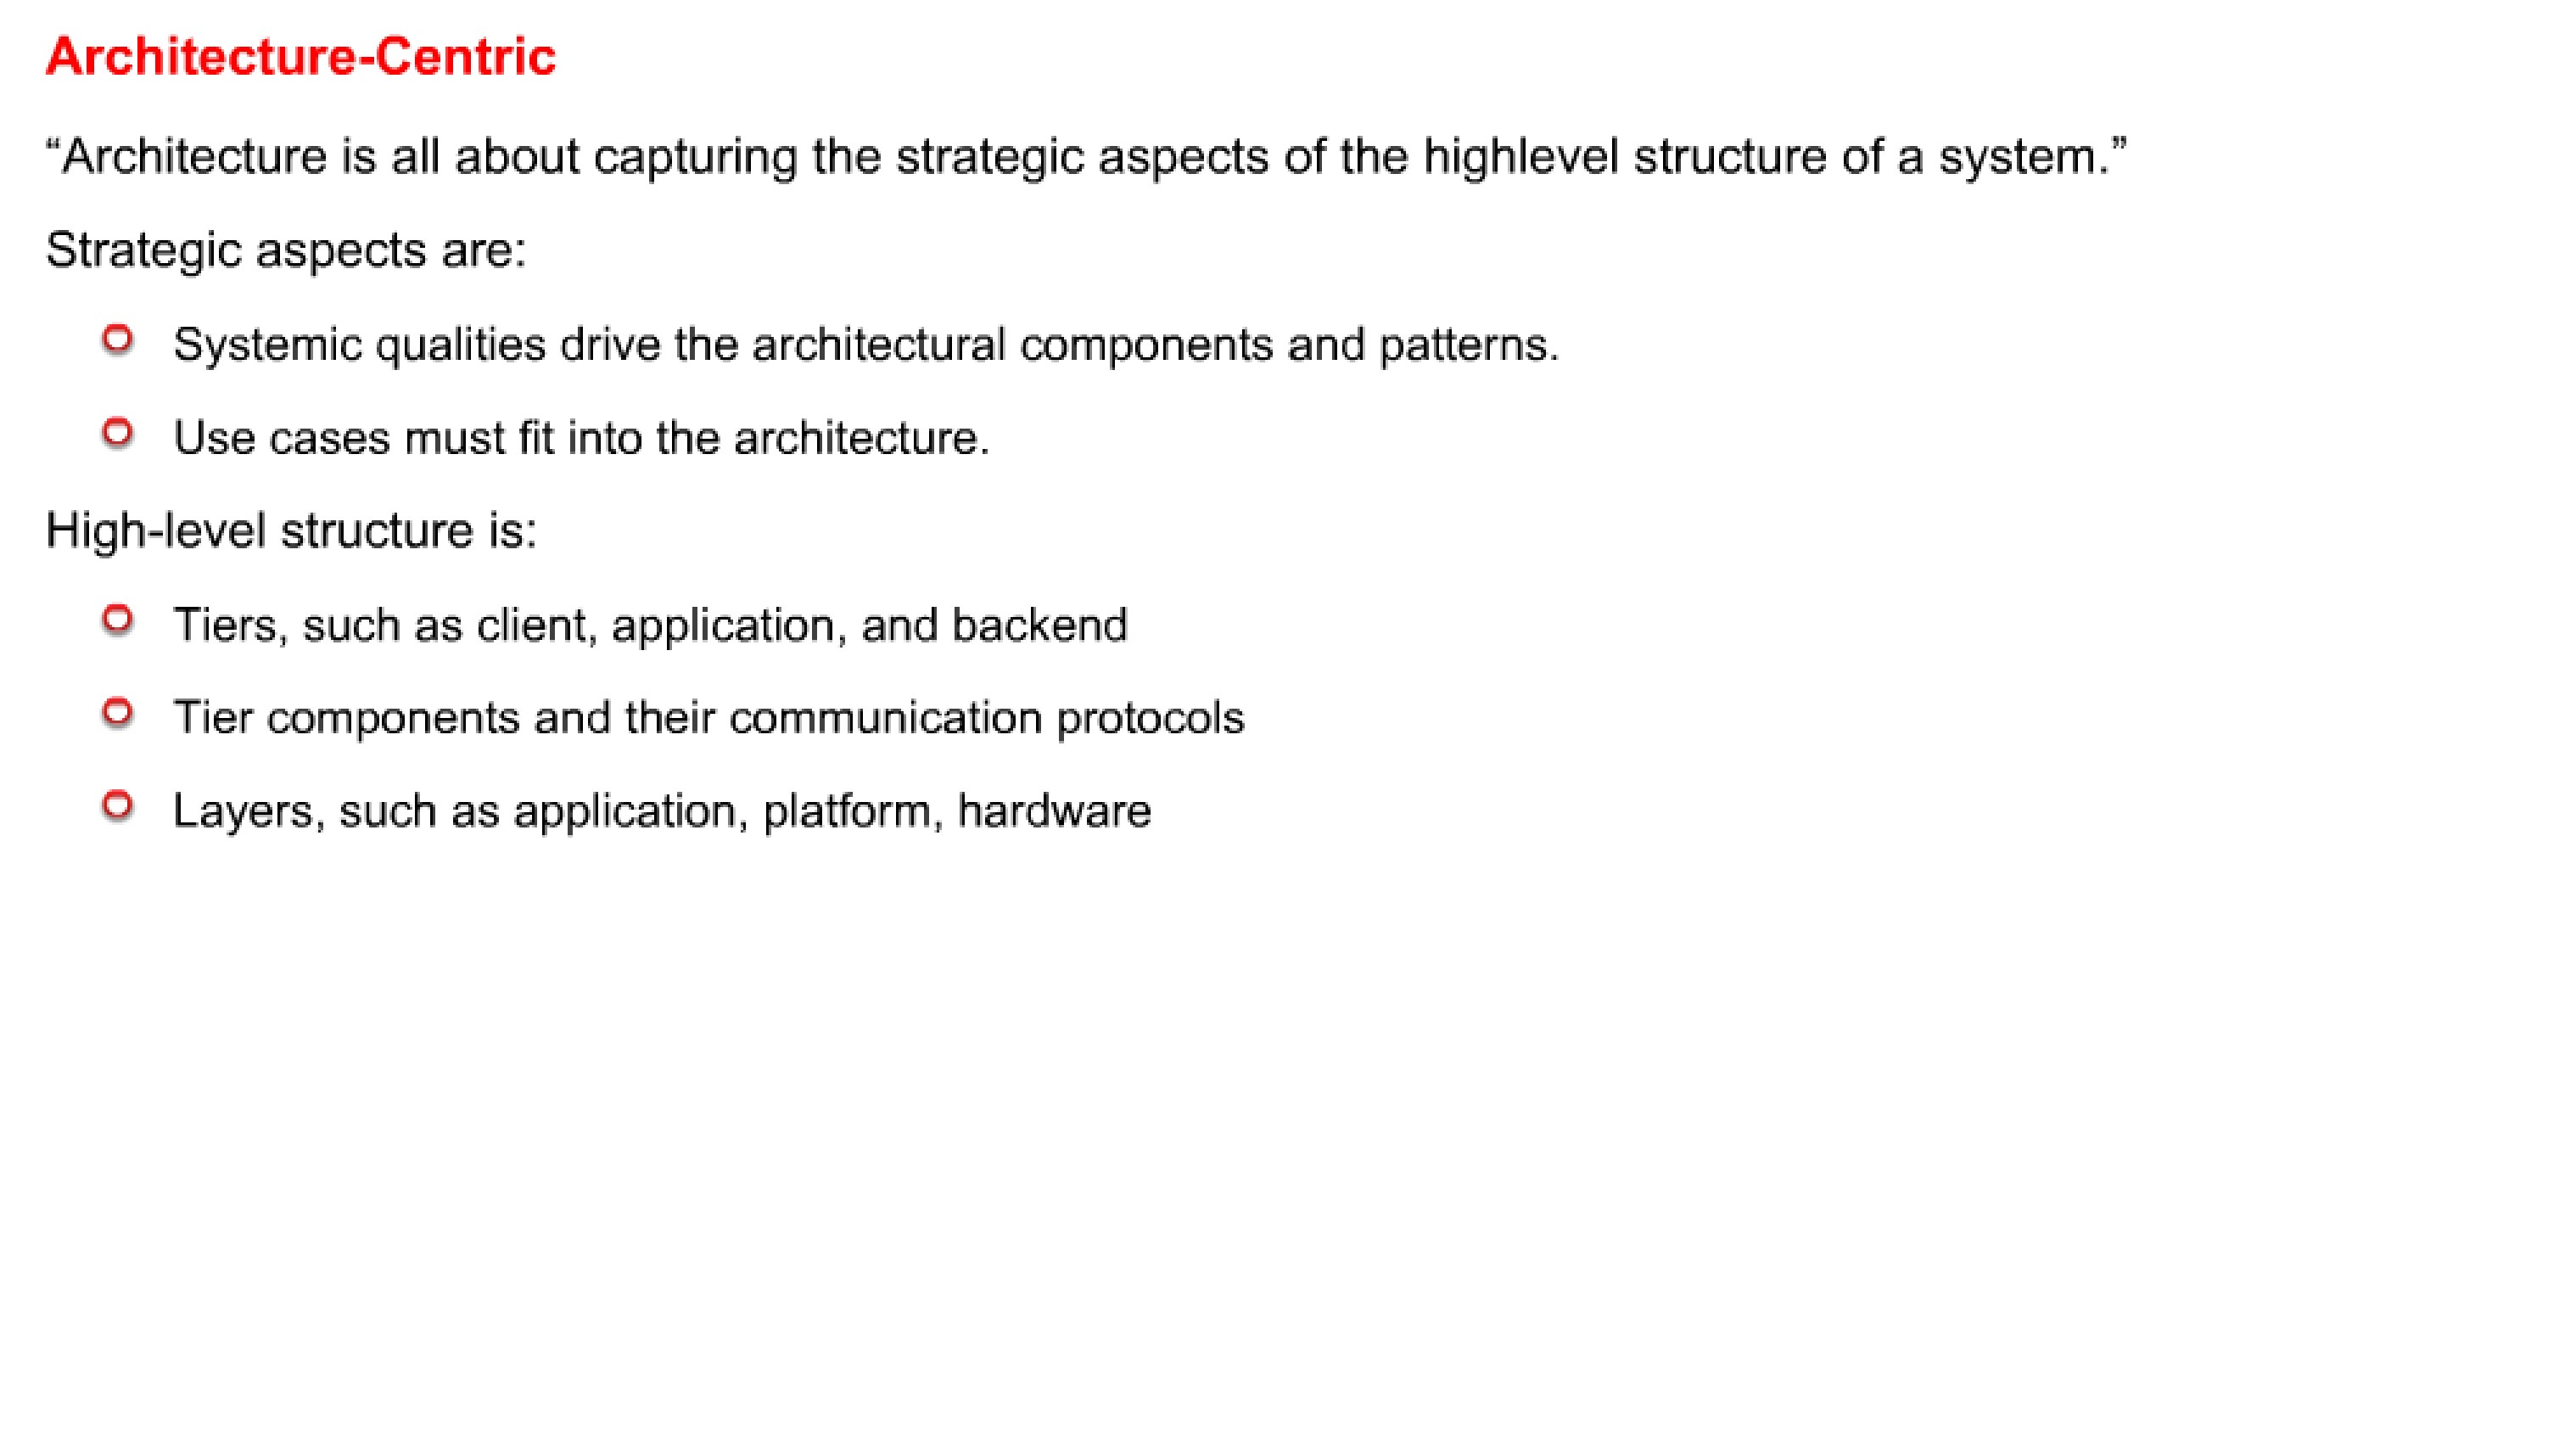 Architecture-Centric
“Architecture is all about capturing the strategic aspects of the highlevel structure of a system.”
Strategic aspects are:
Systemic qualities drive the architectural components and patterns.
Use cases must fit into the architecture.
High-level structure is:
Tiers, such as client, application, and backend
Tier components and their communication protocols
Layers, such as application, platform, hardware